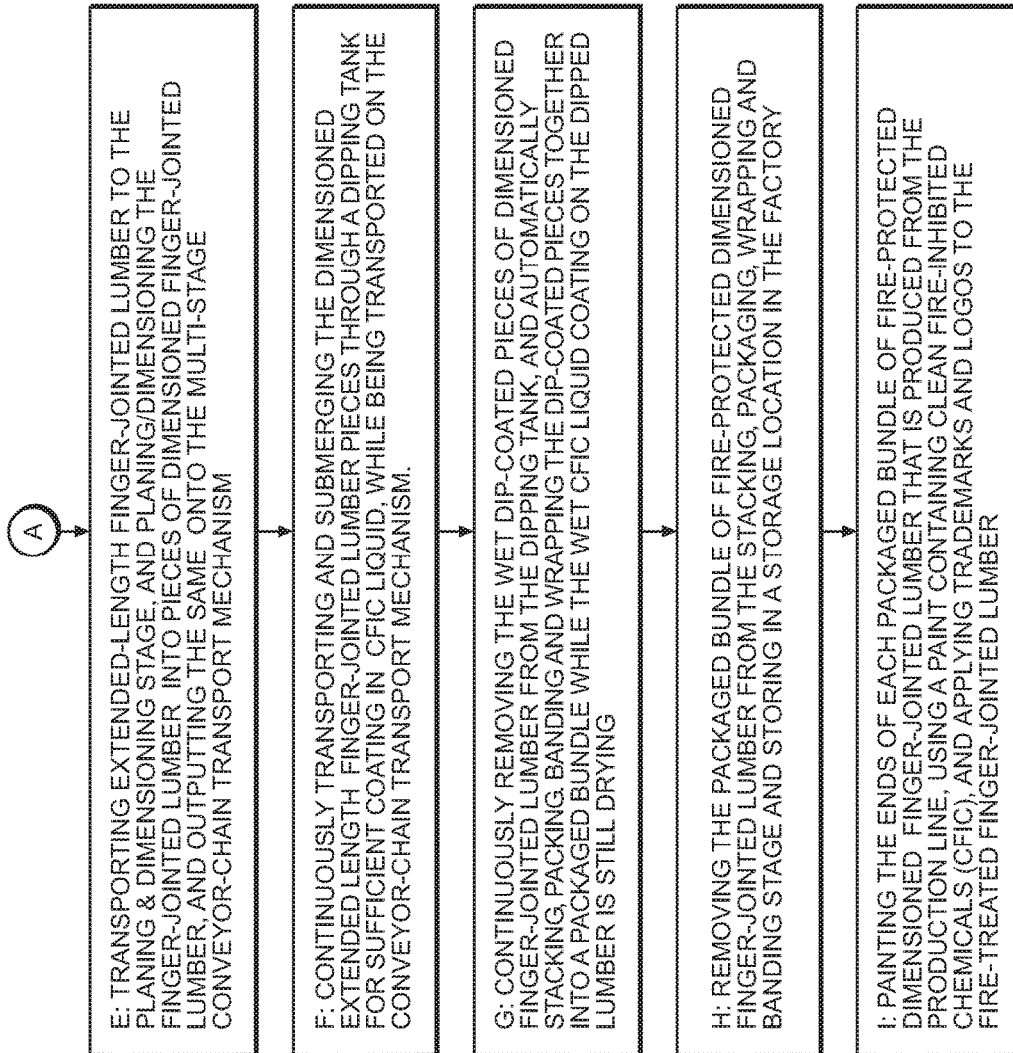 A
E: TRANSPORTING EXTENDED-LENGTH FINGER-JOINTED LUMBER TO THE
PLANING & DIMENSIONING STAGE, AND PLANING/DIMENSIONING THE
FINGER-JOINTED LUMBER INTO PIECES OF DIMENSIONED FINGER-JOINTED
LUMBER, AND OUTPUTTING THE SAME ONTO THE MULTI-STAGE
CONVEYOR-CHAIN TRANSPORT MECHANISM
F: CONTINUOUSLY TRANSPORTING AND SUBMERGING THE DIMENSIONED
EXTENDED LENGTH FINGER-JOINTED LUMBER PIECES THROUGH A DIPPING TANK
FOR SUFFICIENT COATING IN CFIC LIQUID, WHILE BEING TRANSPORTED ON THE
CONVEYOR-CHAIN TRANSPORT MECHANISM.
G: CONTINUOUSLY REMOVING THE WET DIP-COATED PIECES OF DIMENSIONED
FINGER-JOINTED LUMBER FROM THE DIPPING TANK, AND AUTOMATICALLY
STACKING, PACKING, BANDING AND WRAPPING THE DIP-COATED PIECES TOGETHER
INTO A PACKAGED BUNDLE WHILE THE WET CFIC LIQUID COATING ON THE DIPPED
LUMBER IS STILL DRYING
H: REMOVING THE PACKAGED BUNDLE OF FIRE-PROTECTED DIMENSIONED
FINGER-JOINTED LUMBER FROM THE STACKING, PACKAGING, WRAPPING AND
BANDING STAGE AND STORING IN A STORAGE LOCATION IN THE FACTORY
I: PAINTING THE ENDS OF EACH PACKAGED BUNDLE OF FIRE-PROTECTED
DIMENSIONED FINGER-JOINTED LUMBER THAT IS PRODUCED FROM THE
PRODUCTION LINE, USING A PAINT CONTAINING CLEAN FIRE-INHIBITED
CHEMICALS (CFIC), AND APPLYING TRADEMARKS AND LOGOS TO THE
FIRE-TREATED FINGER-JOINTED LUMBER